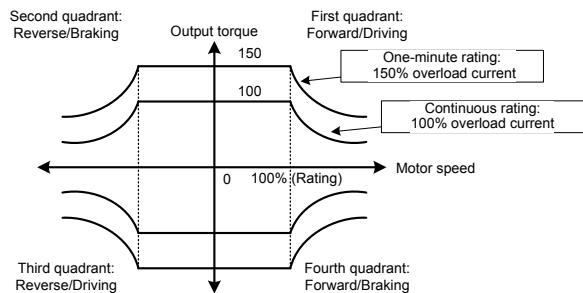 Second quadrant:
Reverse/Braking
Output torque
First quadrant:
Forward/Driving
150
One-minute rating:
150% overload current
100
Continuous rating:
100% overload current
Motor speed
0
100% (Rating)
Third quadrant:
Reverse/Driving
Fourth quadrant:
Forward/Braking